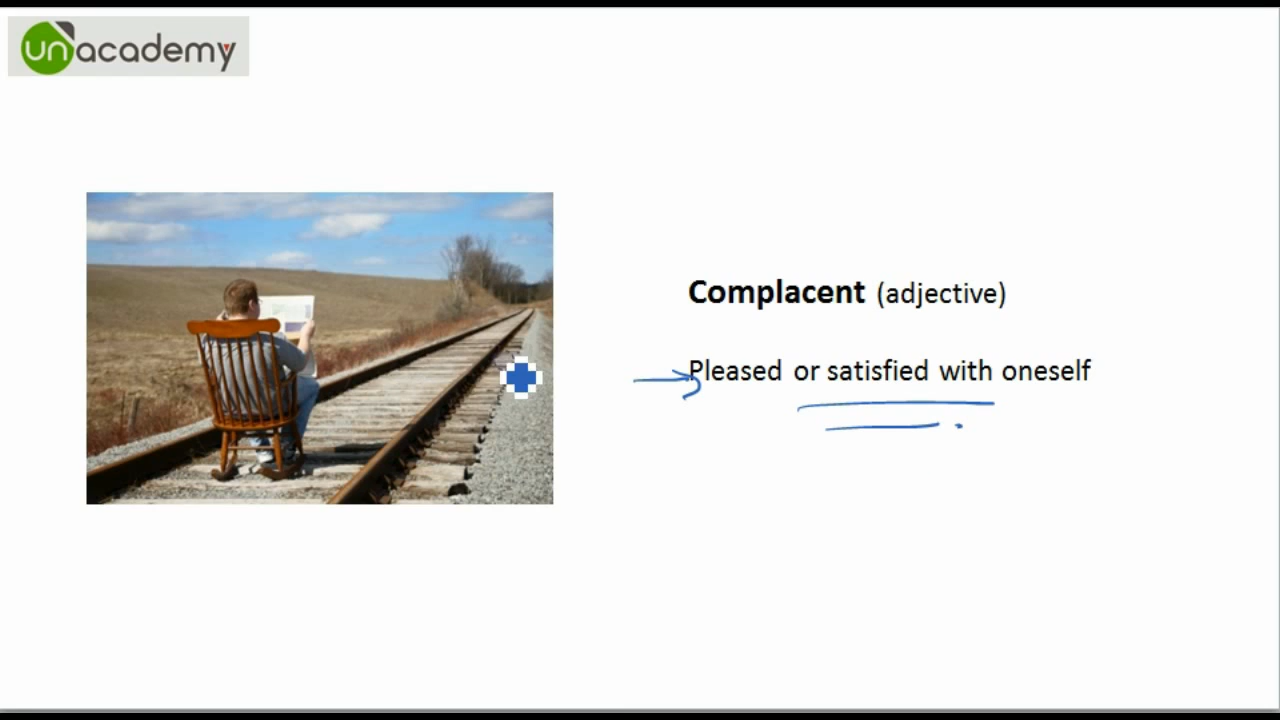 unacademy
Complacent (adjective)
Pleased or satisfied with oneself